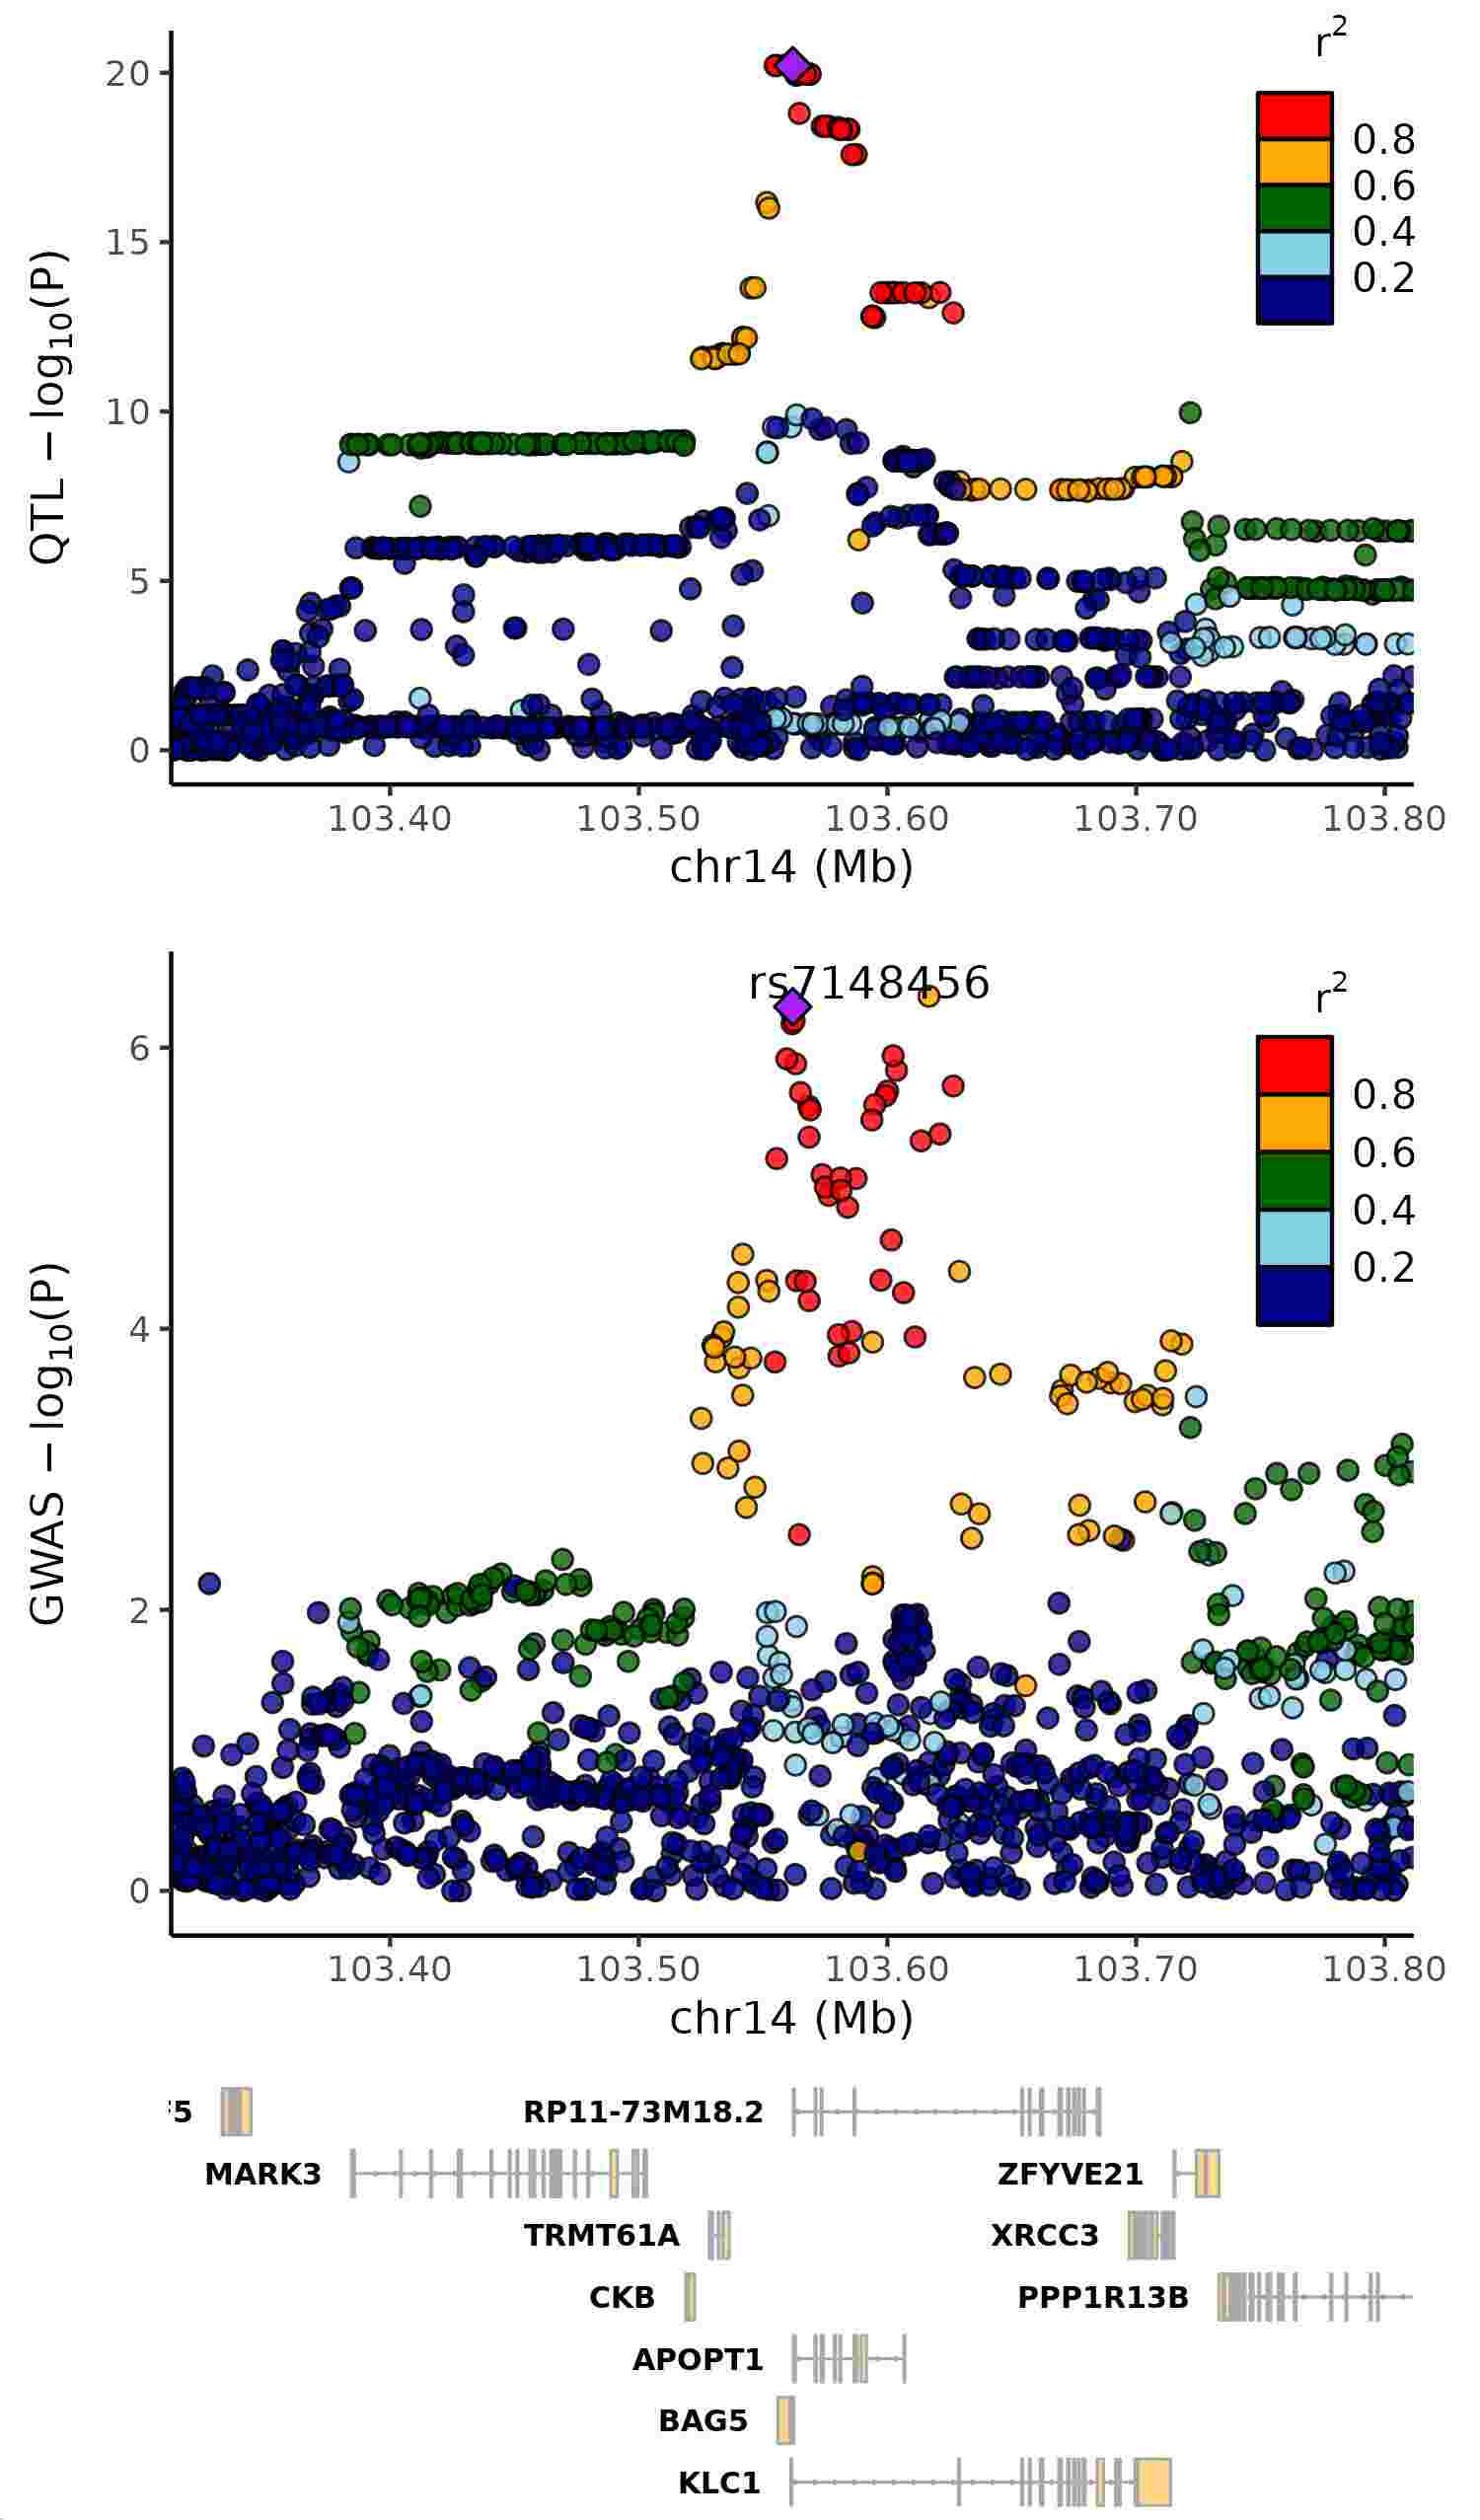 r2
20
15
10
5
0
0.8
0.6
0.4
0.2
QTL − log10(P)
103.40 103.50 103.60 103.70 103.80
chr14 (Mb)
rs7148456
r2
6
4
2
0
0.8
0.6
0.4
0.2
GWAS − log10(P)
103.40 103.50 103.60 103.70 103.80
chr14 (Mb)
5 RP11-73M18.2
MARK3 ZFYVE21
TRMT61A XRCC3
CKB PPP1R13B
APOPT1
BAG5
KLC1